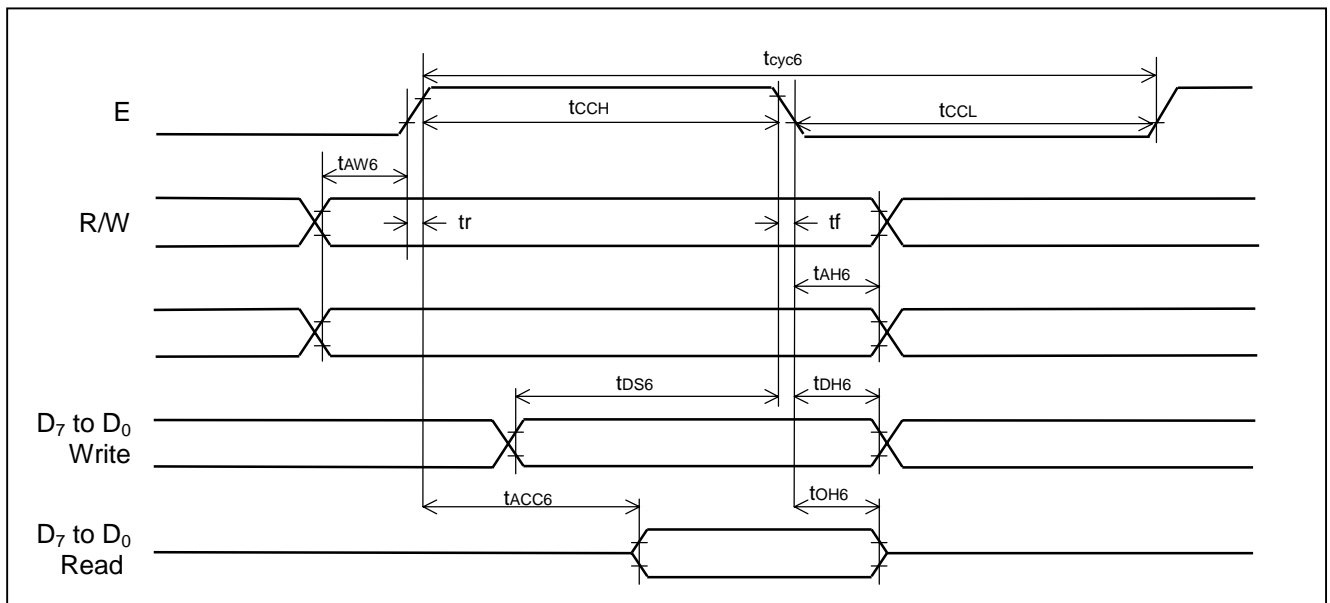 tcyc6
E
tCCH
tCCL
tAW6
R/W
tr
tf
tAH6
tDS6
tDH6
D7 to D0
Write
tACC6
tOH6
D7 to D0
Read